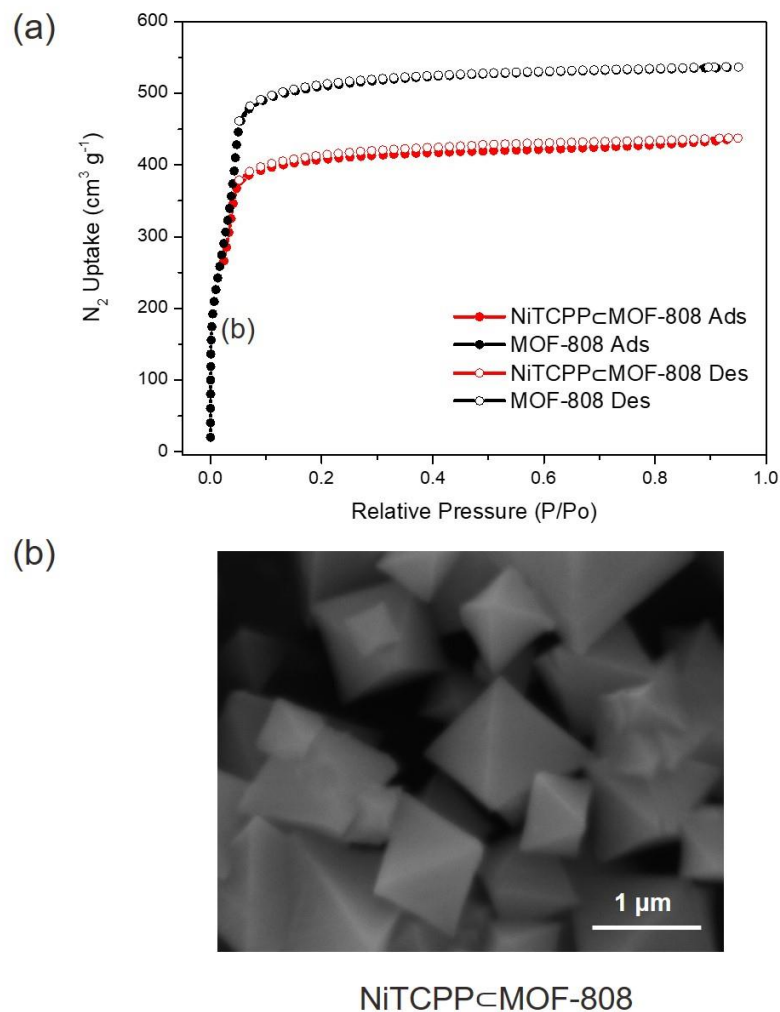 (a)
600
500
400
300
200
100
0
N₂ Uptake (cm³ g⁻¹)
(b)
NiTCPP⊂MOF-808 Ads
MOF-808 Ads
NiTCPP⊂MOF-808 Des
MOF-808 Des
0.0 0.2 0.4 0.6 0.8 1.0
Relative Pressure (P/Po)
(b)
1 µm
NiTCPP⊂MOF-808